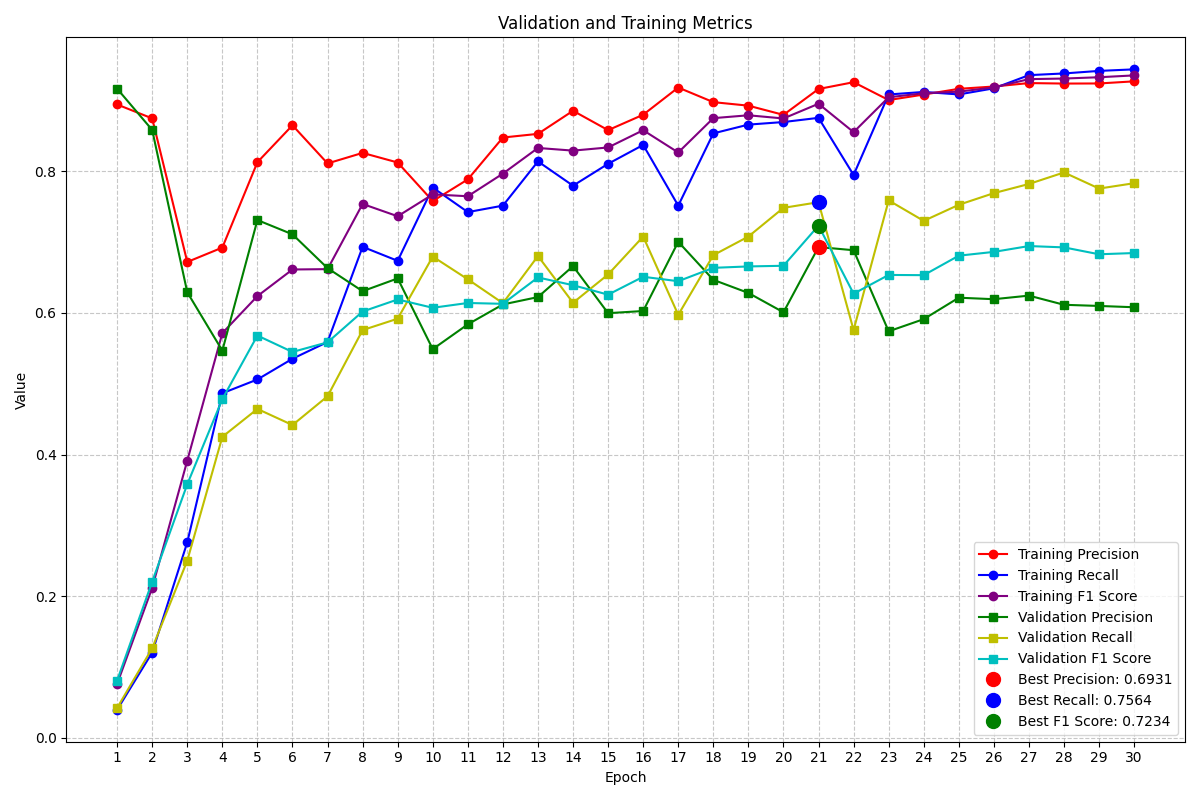 Validation and Training Metrics
Value
0.8
0.6
0.4
0.2
0.0
1 2 3 4 5 6 7 8 9 10 11 12 13 14 15 16 17 18 19 20 21 22 23 24 25 26 27 28 29 30
Epoch
Training Precision
Training Recall
Training F1 Score
Validation Precision
Validation Recall
Validation F1 Score
Best Precision: 0.6931
Best Recall: 0.7564
Best F1 Score: 0.7234